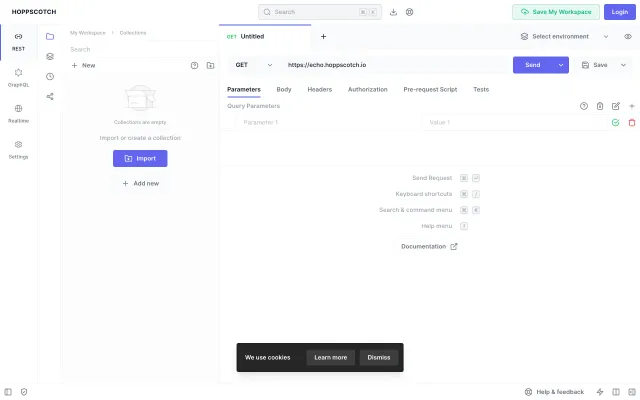 HOPPSCOTCH
Search
Save My Workspace
Login
REST
GraphQL
Realtime
Settings
My Workspace
Collections
Search
New
Collections are empty
Import or create a collection
Import
Add new
GET Untitled
Select environment
GET
https://echo.hoppscotch.io
Send
Save
Parameters Body Headers Authorization Pre-request Script Tests
Query Parameters
Parameter 1
Value 1
Send Request
Keyboard shortcuts
Search & command menu
Help menu
Documentation
We use cookies
Learn more
Dismiss
Help & feedback